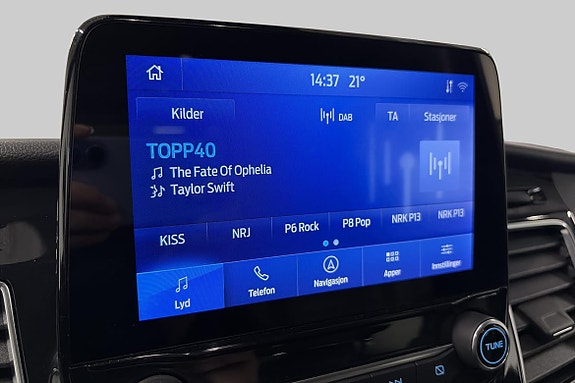 14:37 21°
Kilder DAB TA Stasjoner
TOPP40
The Fate Of Ophelia
Taylor Swift
KISS NRJ P6 Rock P8 Pop NRK P13 NRK P13
Lyd Telefon Navigasjon Apper Innstillinger
TUNE